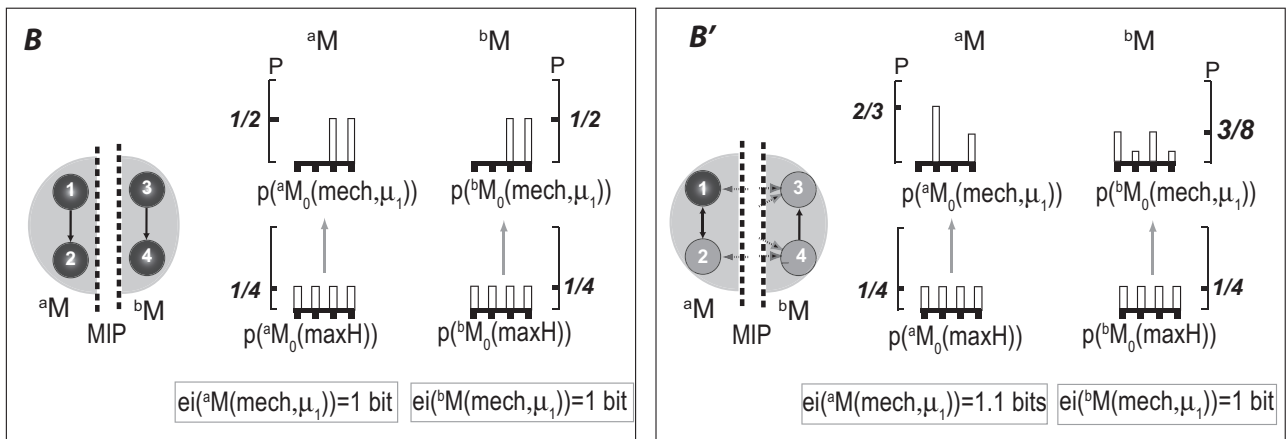 B
ᵃM ᵇM
P P
1/2 1/2
1 3
2 4
p(ᵃM₀(mech,μ₁)) p(ᵇM₀(mech,μ₁))
1/4 1/4
ᵃM ᵇM
MIP
p(ᵃM₀(maxH)) p(ᵇM₀(maxH))
ei(ᵃM(mech,μ₁))=1 bit ei(ᵇM(mech,μ₁))=1 bit
B′
ᵃM ᵇM
P P
2/3 3/8
1 3
2 4
p(ᵃM₀(mech,μ₁)) p(ᵇM₀(mech,μ₁))
1/4 1/4
ᵃM ᵇM
MIP
p(ᵃM₀(maxH)) p(ᵇM₀(maxH))
ei(ᵃM(mech,μ₁))=1.1 bits ei(ᵇM(mech,μ₁))=1 bit